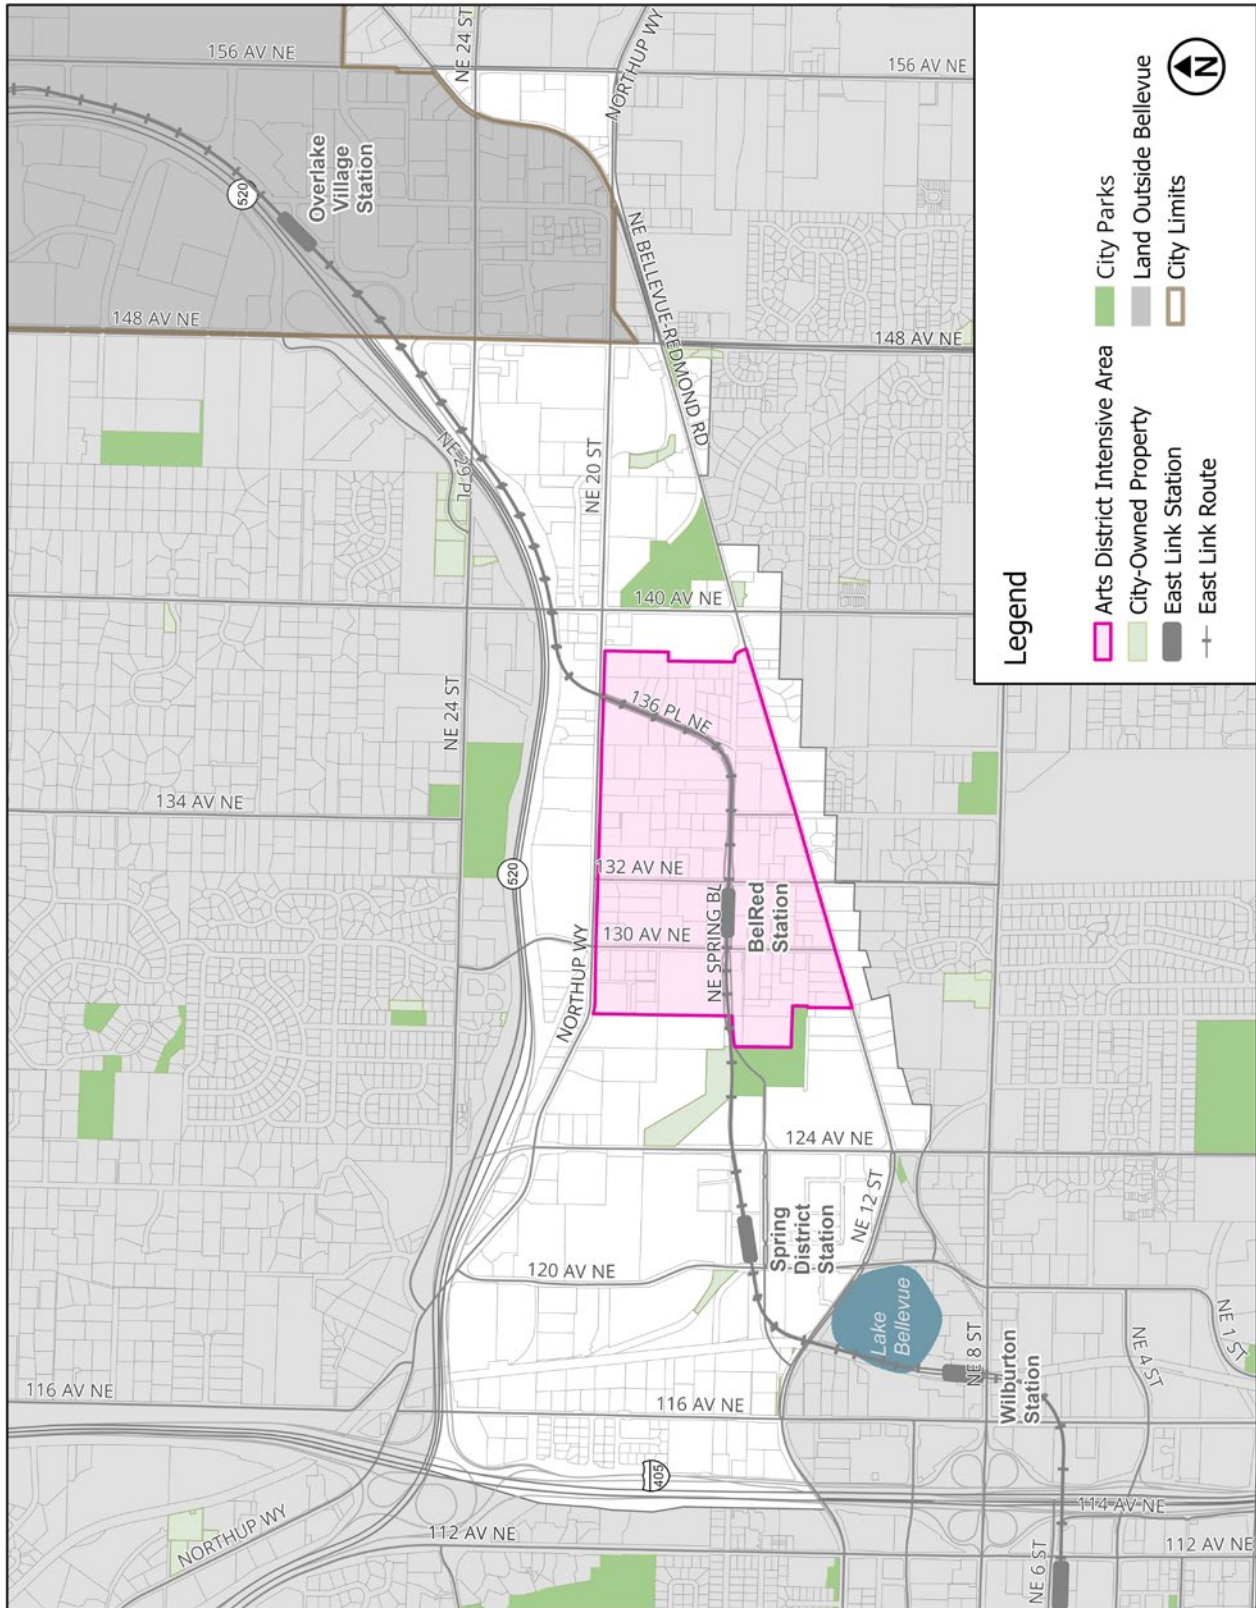 156 AV NE
NE 24 ST
NORTHUP WY
156 AV NE
520
Overlake
Village
Station
148 AV NE
NE BELLEVUE-REDMOND RD
148 AV NE
NE 29 PL
NE 20 ST
140 AV NE
NE 24 ST
136 PL NE
134 AV NE
520
132 AV NE
NE SPRING BL
BelRed
Station
130 AV NE
NORTHUP WY
124 AV NE
NE 12 ST
Spring
District
Station
120 AV NE
Lake
Bellevue
NE 8 ST
Wilburton
Station
NE 4 ST
NE 1 ST
116 AV NE
116 AV NE
405
114 AV NE
NORTHUP WY
112 AV NE
NE 6 ST
112 AV NE
Legend
Arts District Intensive Area
City-Owned Property
East Link Station
East Link Route
City Parks
Land Outside Bellevue
City Limits
N